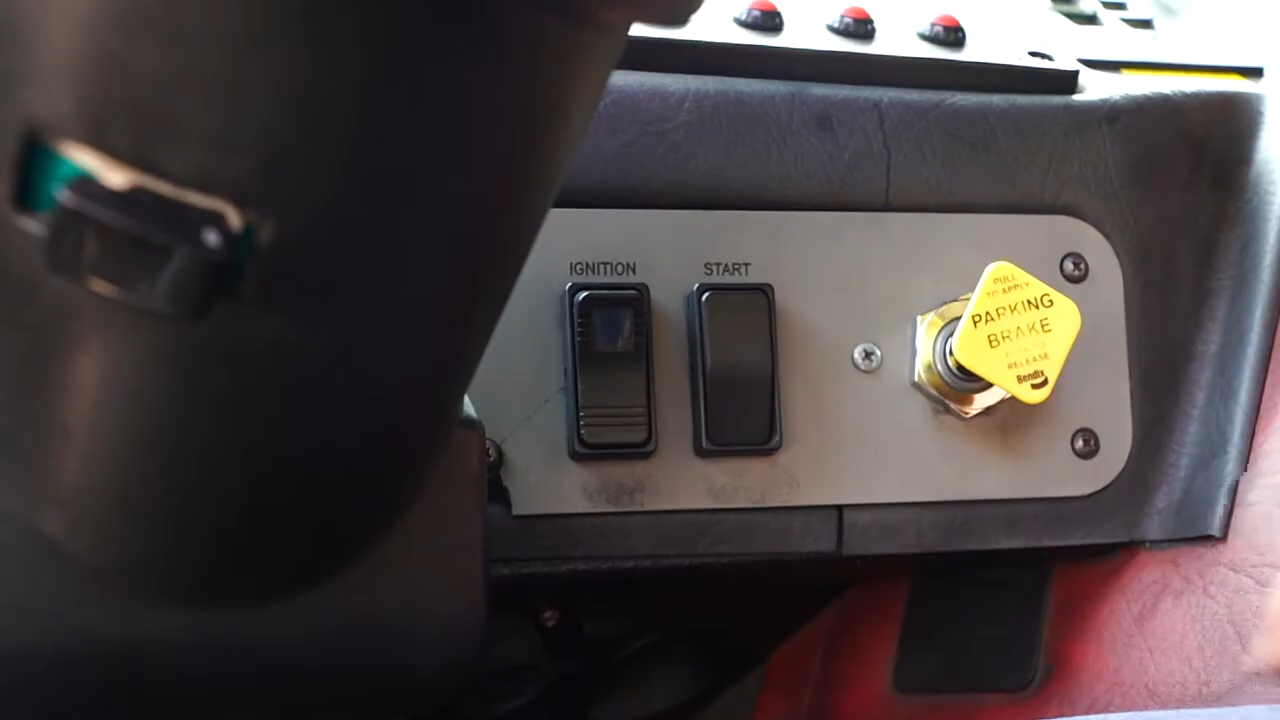 IGNITION
START
PULL
TO APPLY
PARKING
BRAKE
RELEASE
Bendix